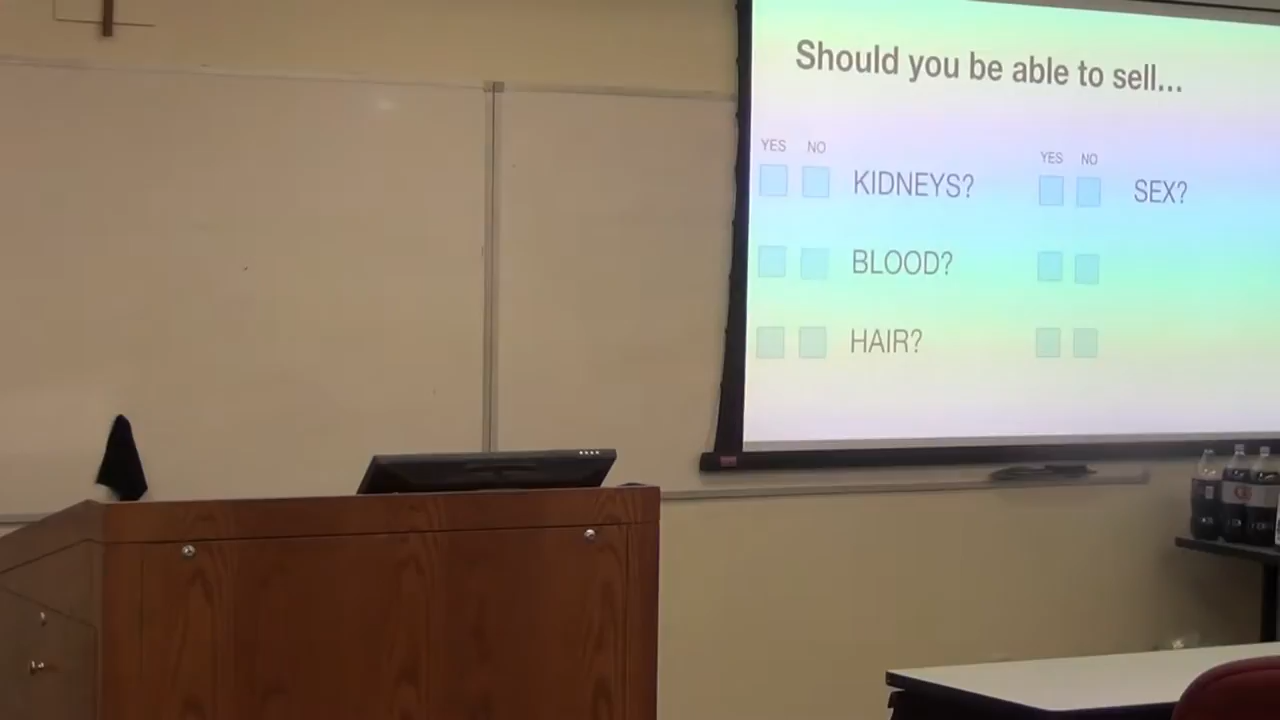 Should you be able to sell...
YES NO
KIDNEYS?
BLOOD?
HAIR?
YES NO
SEX?